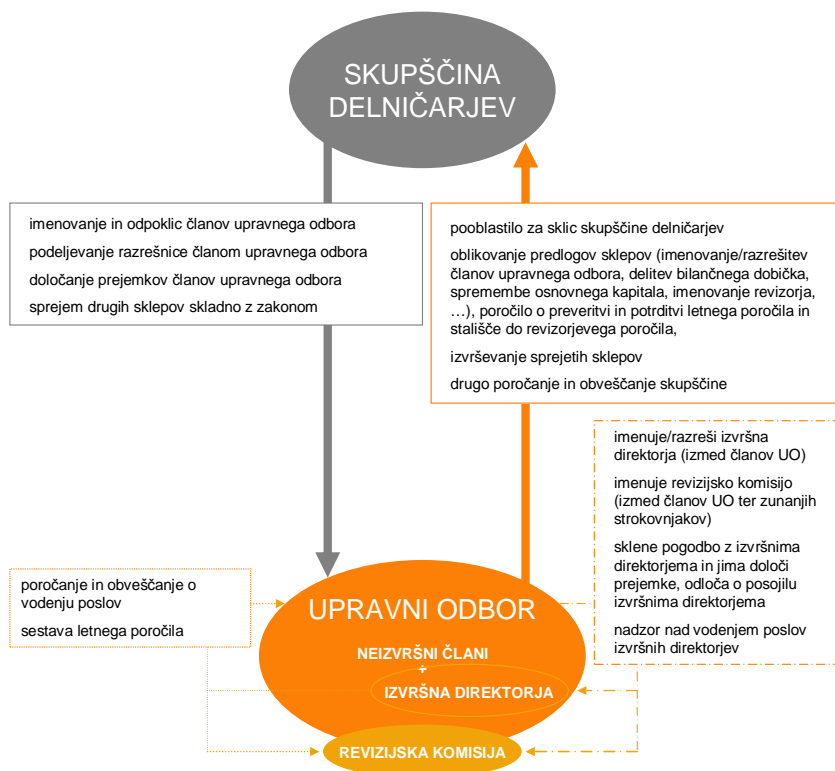 SKUPŠČINA
DELNIČARJEV
imenovanje in odpoklic članov upravnega odbora
podeljevanje razrešnice članom upravnega odbora
določanje prejemkov članov upravnega odbora
sprejem drugih sklepov skladno z zakonom
pooblastilo za sklic skupščine delničarjev
oblikovanje predlogov sklepov (imenovanje/razrešitev
članov upravnega odbora, delitev bilančnega dobička,
spremembe osnovnega kapitala, imenovanje revizorja,
…), poročilo o preveritvi in potrditvi letnega poročila in
stališče do revizorjevega poročila,
izvrševanje sprejetih sklepov
drugo poročanje in obveščanje skupščine
imenuje/razreši izvršna
direktorja (izmed članov UO)
imenuje revizijsko komisijo
(izmed članov UO ter zunanjih
strokovnjakov)
sklene pogodbo z izvršnima
direktorjema in jima določi
prejemke, odloča o posojilu
izvršnima direktorjema
nadzor nad vodenjem poslov
izvršnih direktorjev
poročanje in obveščanje o
vodenju poslov
sestava letnega poročila
UPRAVNI ODBOR
NEIZVRŠNI ČLANI
+
IZVRŠNA DIREKTORJA
REVIZIJSKA KOMISIJA